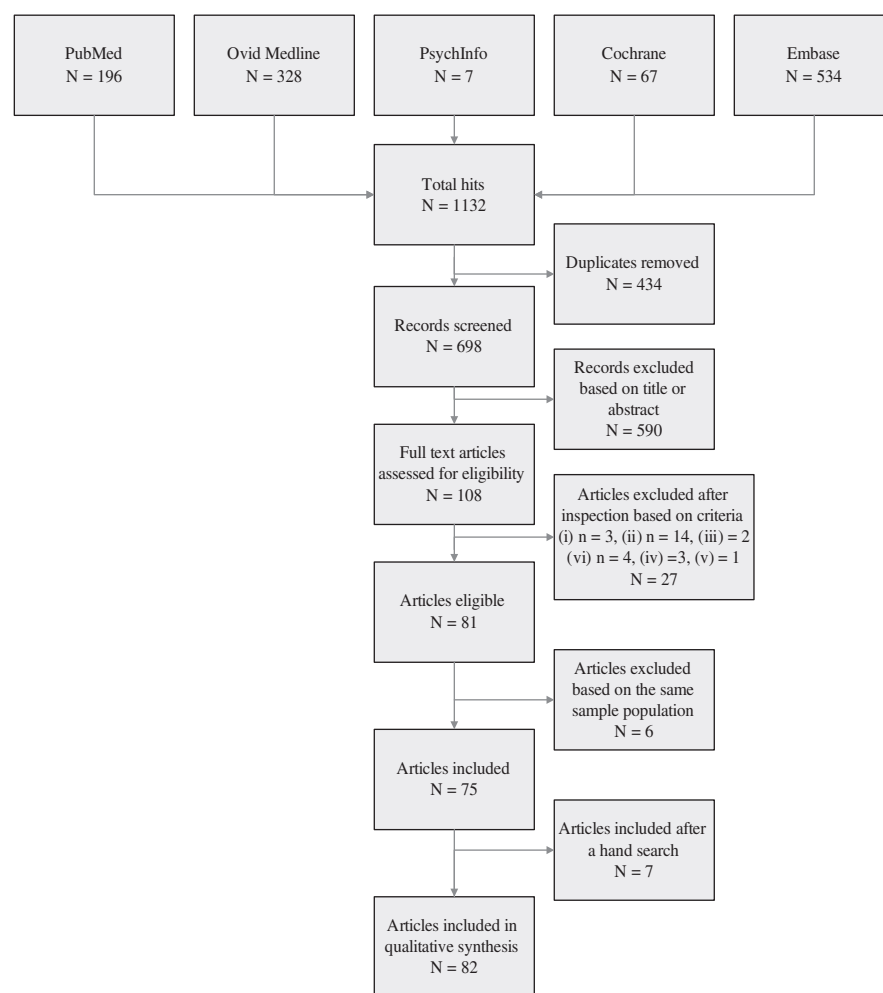 PubMed
N = 196
Ovid Medline
N = 328
PsychInfo
N = 7
Cochrane
N = 67
Embase
N = 534
Total hits
N = 1132
Duplicates removed
N = 434
Records screened
N = 698
Records excluded
based on title or
abstract
N = 590
Full text articles
assessed for eligibility
N = 108
Articles excluded after
inspection based on criteria
(i) n = 3, (ii) n = 14, (iii) = 2
(vi) n = 4, (iv) =3, (v) = 1
N = 27
Articles eligible
N = 81
Articles excluded
based on the same
sample population
N = 6
Articles included
N = 75
Articles included after
a hand search
N = 7
Articles included in
qualitative synthesis
N = 82